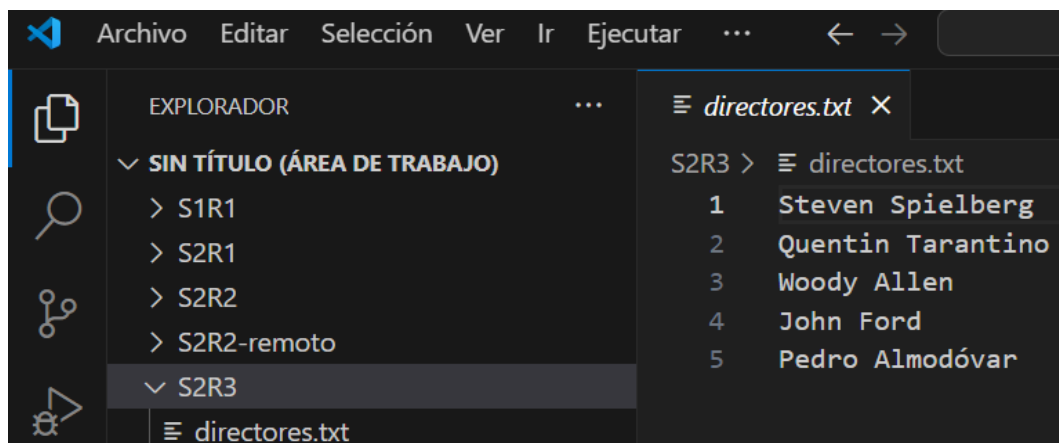 Archivo Editar Selección Ver Ir Ejecutar ···
EXPLORADOR ···
SIN TÍTULO (ÁREA DE TRABAJO)
S1R1
S2R1
S2R2
S2R2-remoto
S2R3
directores.txt
directores.txt
S2R3 > directores.txt
1 Steven Spielberg
2 Quentin Tarantino
3 Woody Allen
4 John Ford
5 Pedro Almodóvar